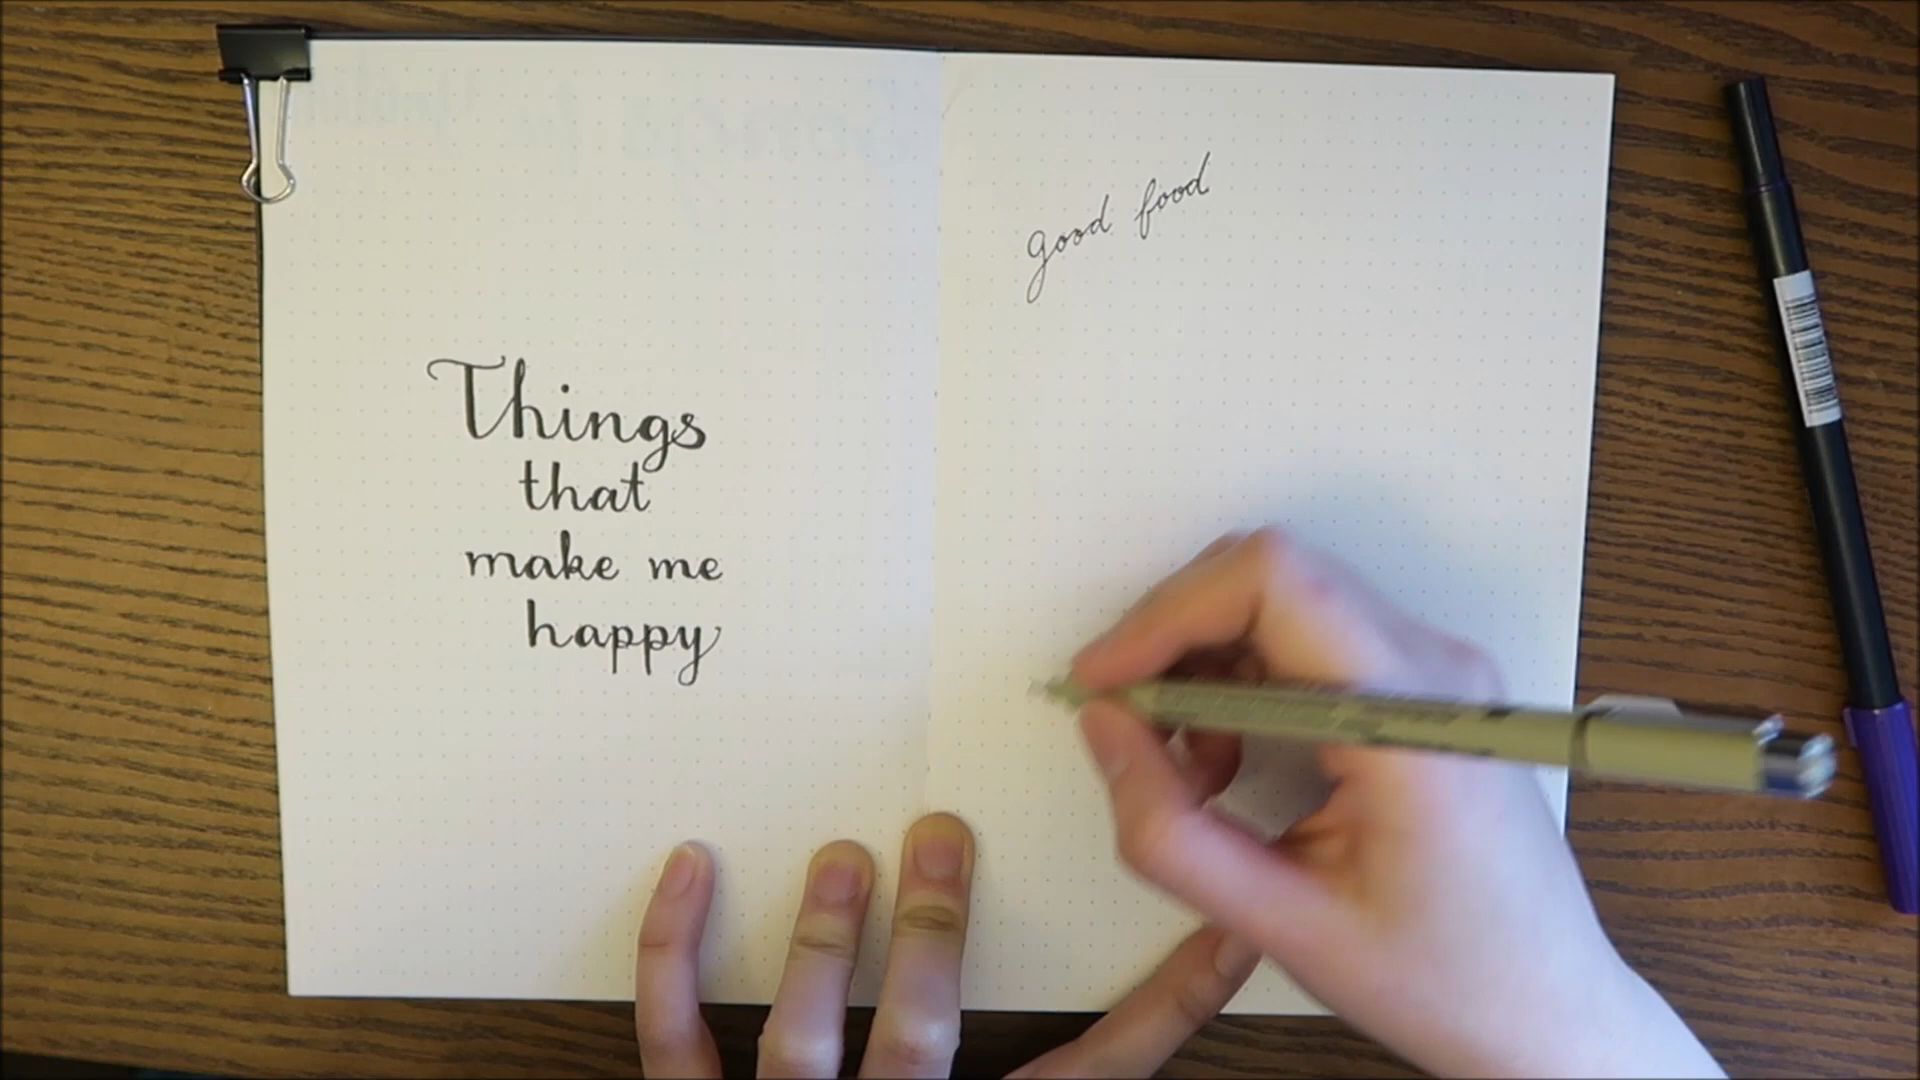 Things
that
make me
happy
good food